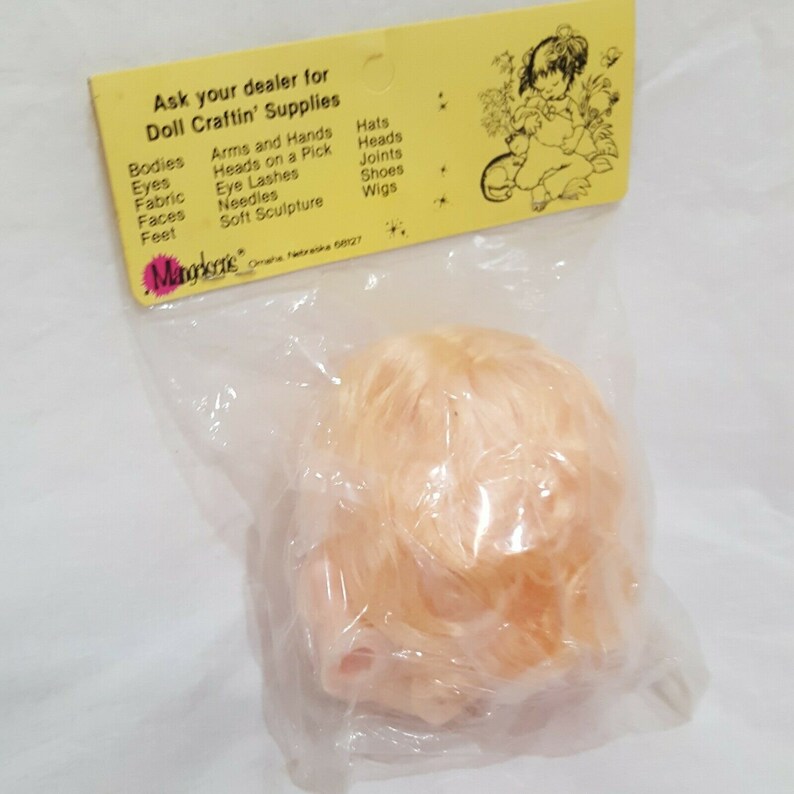 Ask your dealer for
Doll Craftin' Supplies
Bodies
Eyes
Fabric
Faces
Feet
Arms and Hands
Heads on a Pick
Eye Lashes
Needles
Soft Sculpture
Hats
Heads
Joints
Shoes
Wigs
Mangelsen's®
Omaha, Nebraska 68127